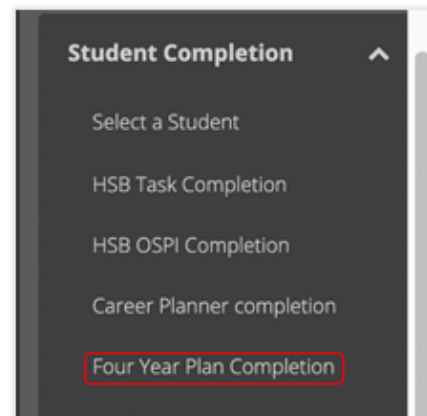 Student Completion
Select a Student
HSB Task Completion
HSB OSPI Completion
Career Planner completion
Four Year Plan Completion